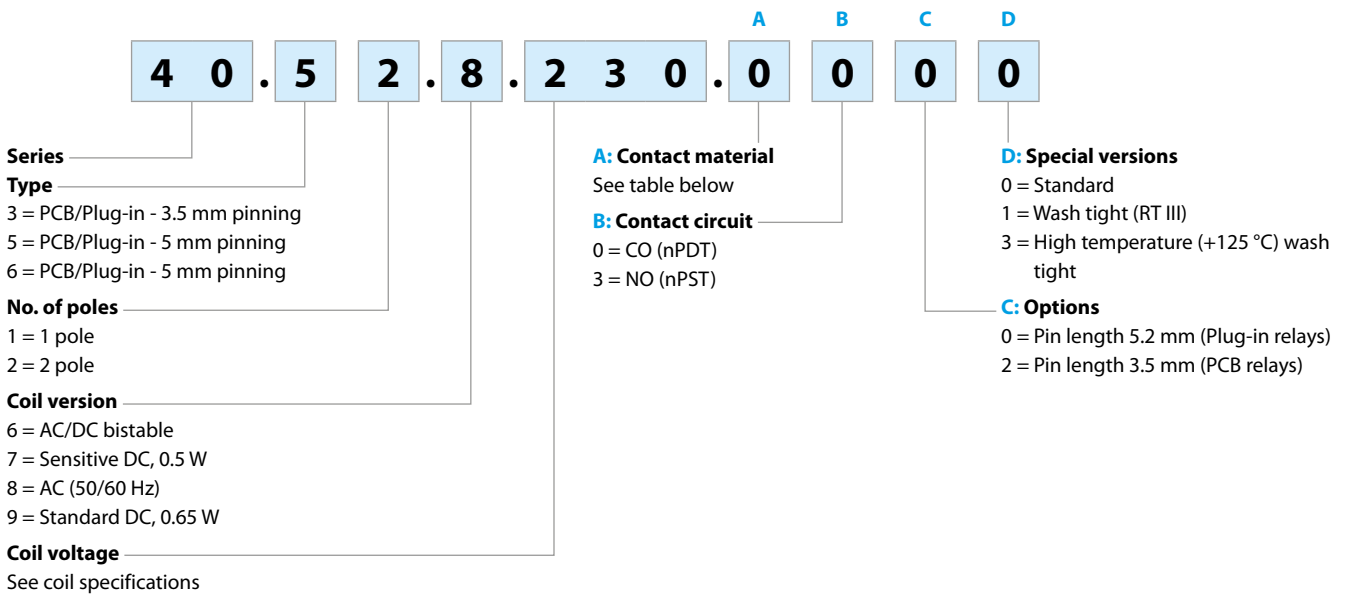 A B C D
4 0 . 5 2 . 8 . 2 3 0 . 0 0 0 0
Series
Type
3 = PCB/Plug-in - 3.5 mm pinning
5 = PCB/Plug-in - 5 mm pinning
6 = PCB/Plug-in - 5 mm pinning
No. of poles
1 = 1 pole
2 = 2 pole
Coil version
6 = AC/DC bistable
7 = Sensitive DC, 0.5 W
8 = AC (50/60 Hz)
9 = Standard DC, 0.65 W
Coil voltage
See coil specifications
A: Contact material
See table below
B: Contact circuit
0 = CO (nPDT)
3 = NO (nPST)
D: Special versions
0 = Standard
1 = Wash tight (RT III)
3 = High temperature (+125 °C) wash
tight
C: Options
0 = Pin length 5.2 mm (Plug-in relays)
2 = Pin length 3.5 mm (PCB relays)